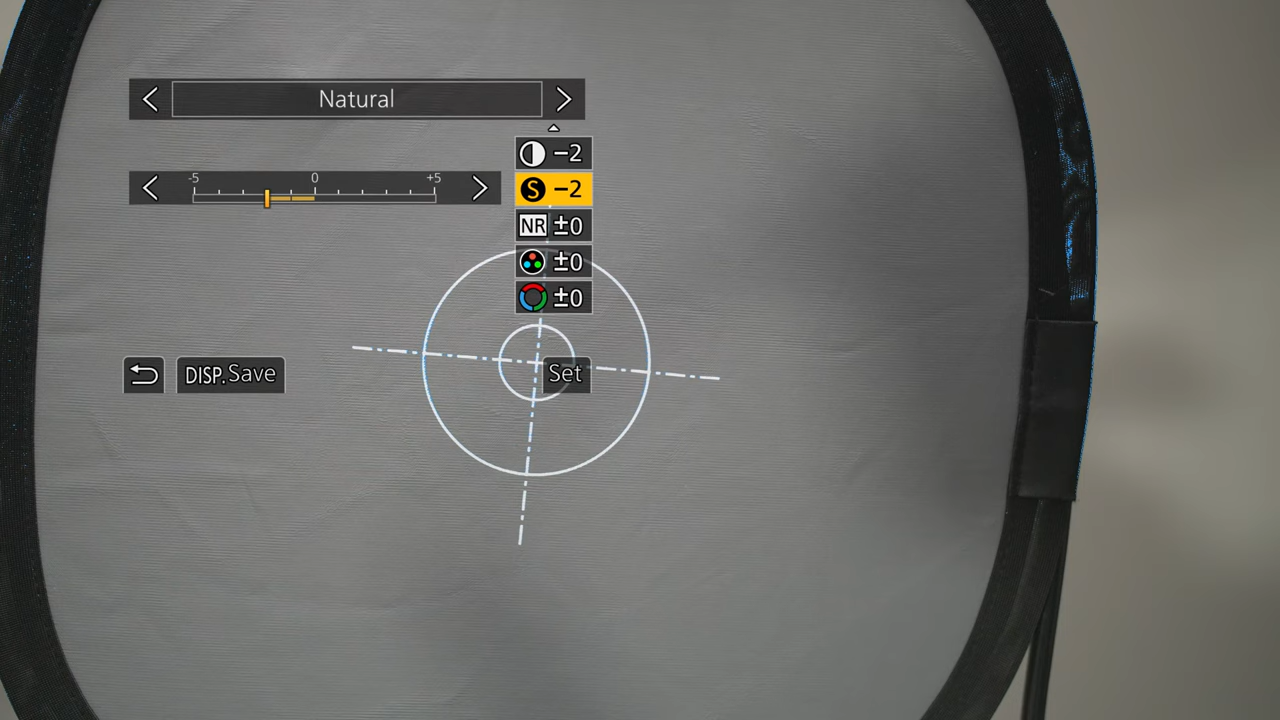 Natural
−2
-5 0 +5
S −2
NR ±0
±0
±0
DISP. Save
Set